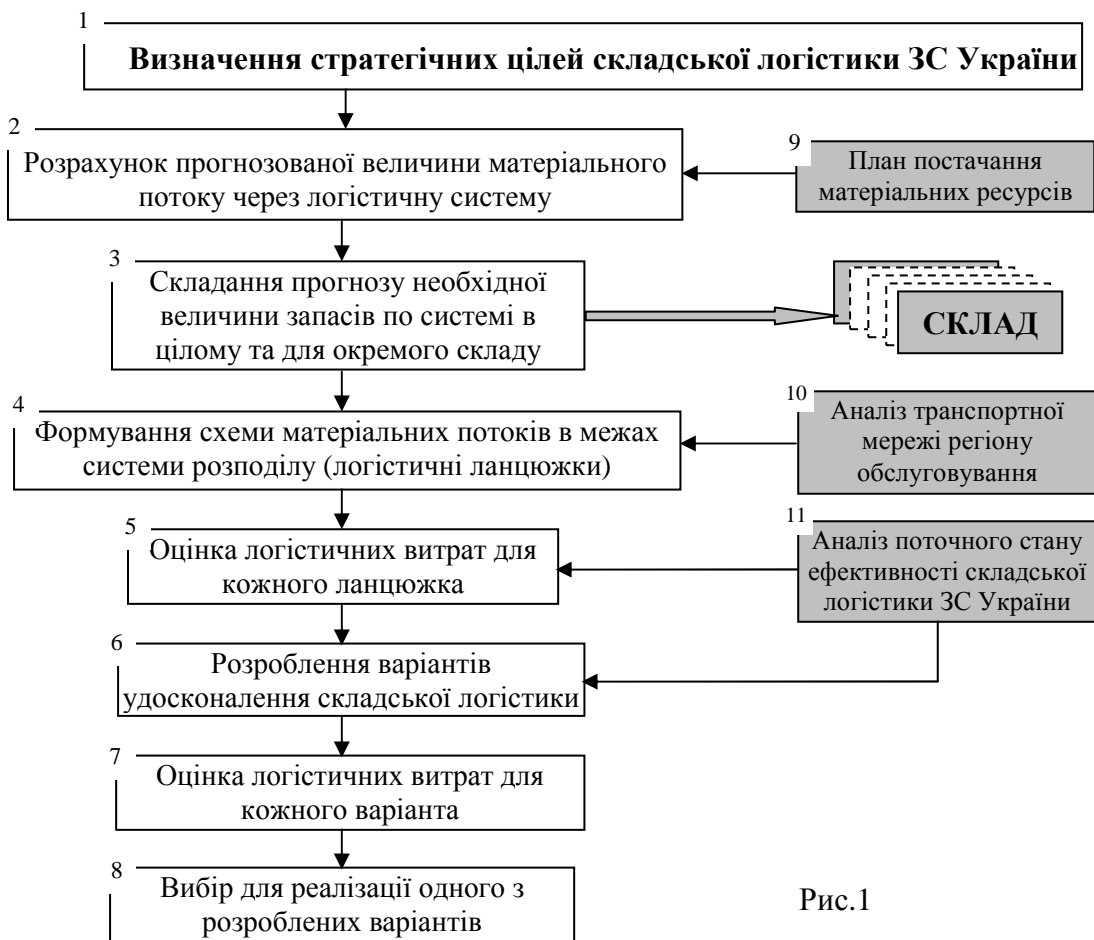 1
Визначення стратегічних цілей складської логістики ЗС України
2
Розрахунок прогнозованої величини матеріального
потоку через логістичну систему
9
План постачання
матеріальних ресурсів
3
Складання прогнозу необхідної
величини запасів по системі в
цілому та для окремого складу
СКЛАД
4
Формування схеми матеріальних потоків в межах
системи розподілу (логістичні ланцюжки)
10
Аналіз транспортної
мережі регіону
обслуговування
5
Оцінка логістичних витрат для
кожного ланцюжка
11
Аналіз поточного стану
ефективності складської
логістики ЗС України
6
Розроблення варіантів
удосконалення складської логістики
7
Оцінка логістичних витрат для
кожного варіанта
8
Вибір для реалізації одного з
розроблених варіантів
Рис.1